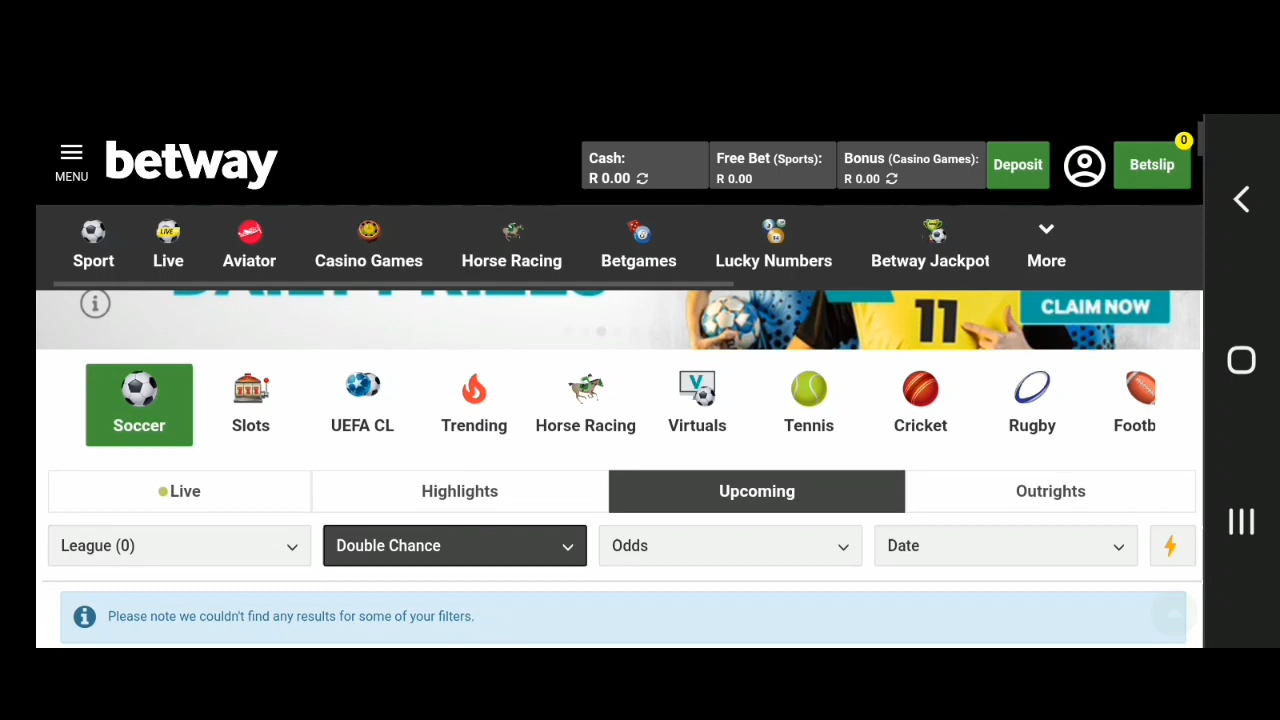 MENU
betway
Cash:
R 0.00
Free Bet (Sports):
R 0.00
Bonus (Casino Games):
R 0.00
Deposit
0
Betslip
Sport
LIVE
Live
Aviator
Casino Games
Horse Racing
Betgames
Lucky Numbers
Betway Jackpot
More
11
CLAIM NOW
Soccer
Slots
UEFA CL
Trending
Horse Racing
V
Virtuals
Tennis
Cricket
Rugby
Footb
Live
Highlights
Upcoming
Outrights
League (0)
Double Chance
Odds
Date
Please note we couldn't find any results for some of your filters.